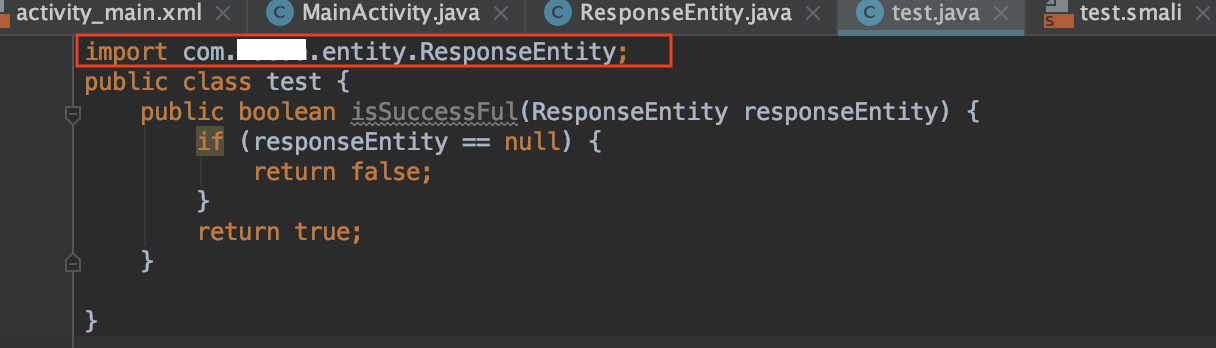 activity_main.xml MainActivity.java ResponseEntity.java test.java test.smali
import com. .entity.ResponseEntity;
public class test {
public boolean isSuccessFul(ResponseEntity responseEntity) {
if (responseEntity == null) {
return false;
}
return true;
}
}